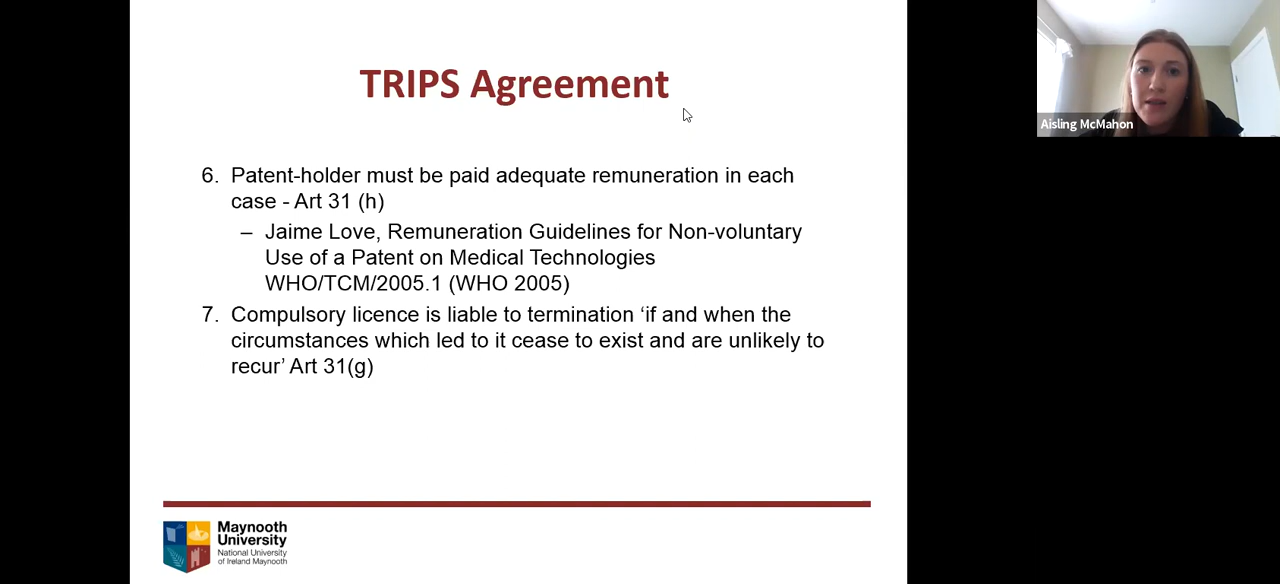 TRIPS Agreement
6. Patent-holder must be paid adequate remuneration in each
case - Art 31 (h)
– Jaime Love, Remuneration Guidelines for Non-voluntary
Use of a Patent on Medical Technologies
WHO/TCM/2005.1 (WHO 2005)
7. Compulsory licence is liable to termination ‘if and when the
circumstances which led to it cease to exist and are unlikely to
recur’ Art 31(g)
Maynooth
University
National University
of Ireland Maynooth
Aisling McMahon